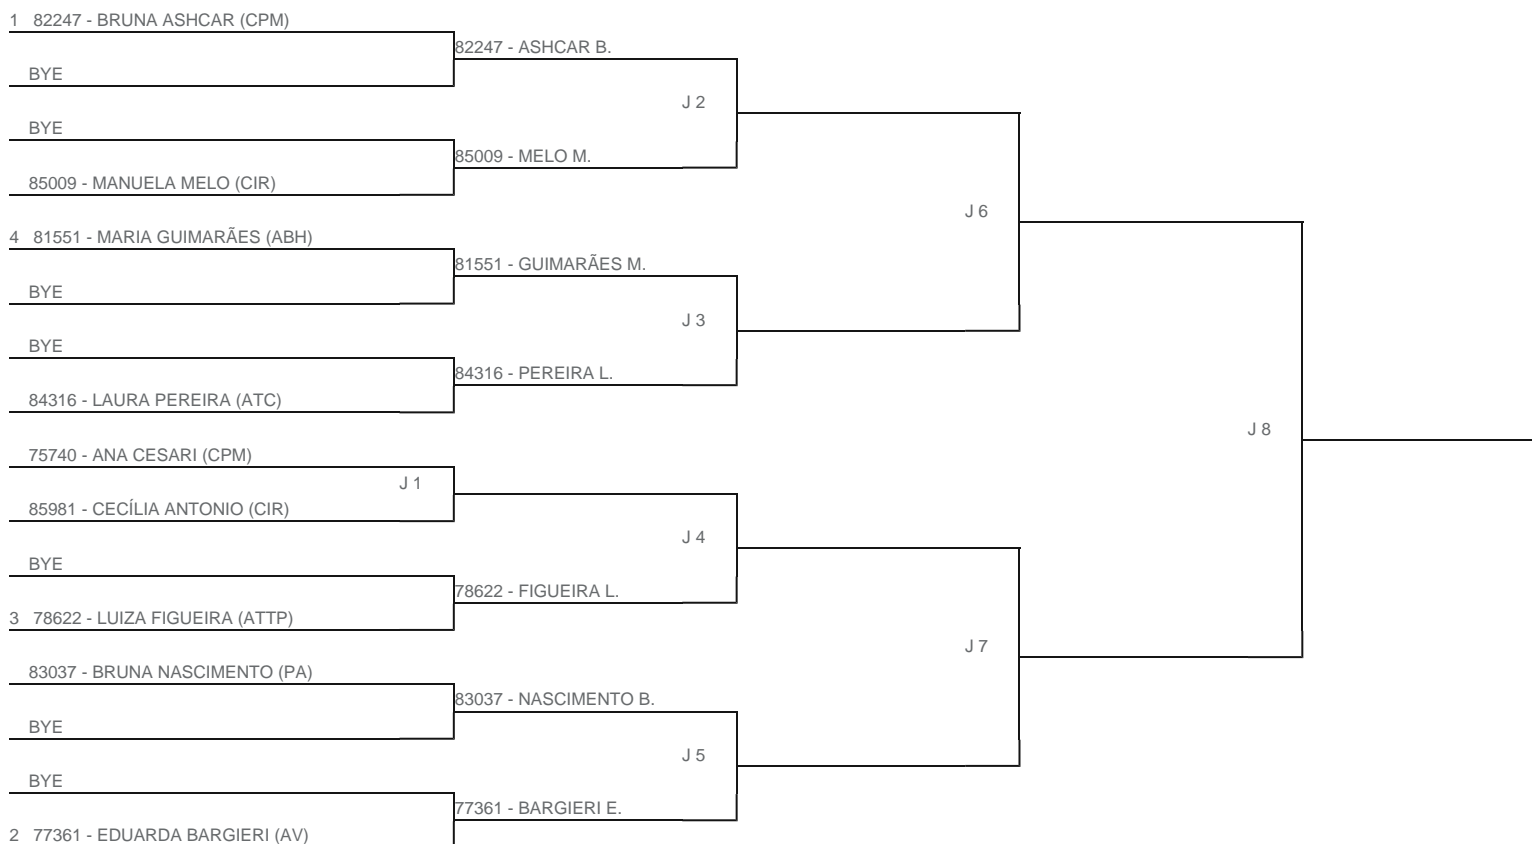 1 82247 - BRUNA ASHCAR (CPM)
82247 - ASHCAR B.
BYE
J 2
BYE
85009 - MELO M.
85009 - MANUELA MELO (CIR)
J 6
4 81551 - MARIA GUIMARÃES (ABH)
81551 - GUIMARÃES M.
BYE
J 3
BYE
84316 - PEREIRA L.
84316 - LAURA PEREIRA (ATC)
J 8
75740 - ANA CESARI (CPM)
J 1
85981 - CECÍLIA ANTONIO (CIR)
J 4
BYE
78622 - FIGUEIRA L.
3 78622 - LUIZA FIGUEIRA (ATTP)
J 7
83037 - BRUNA NASCIMENTO (PA)
83037 - NASCIMENTO B.
BYE
J 5
BYE
77361 - BARGIERI E.
2 77361 - EDUARDA BARGIERI (AV)